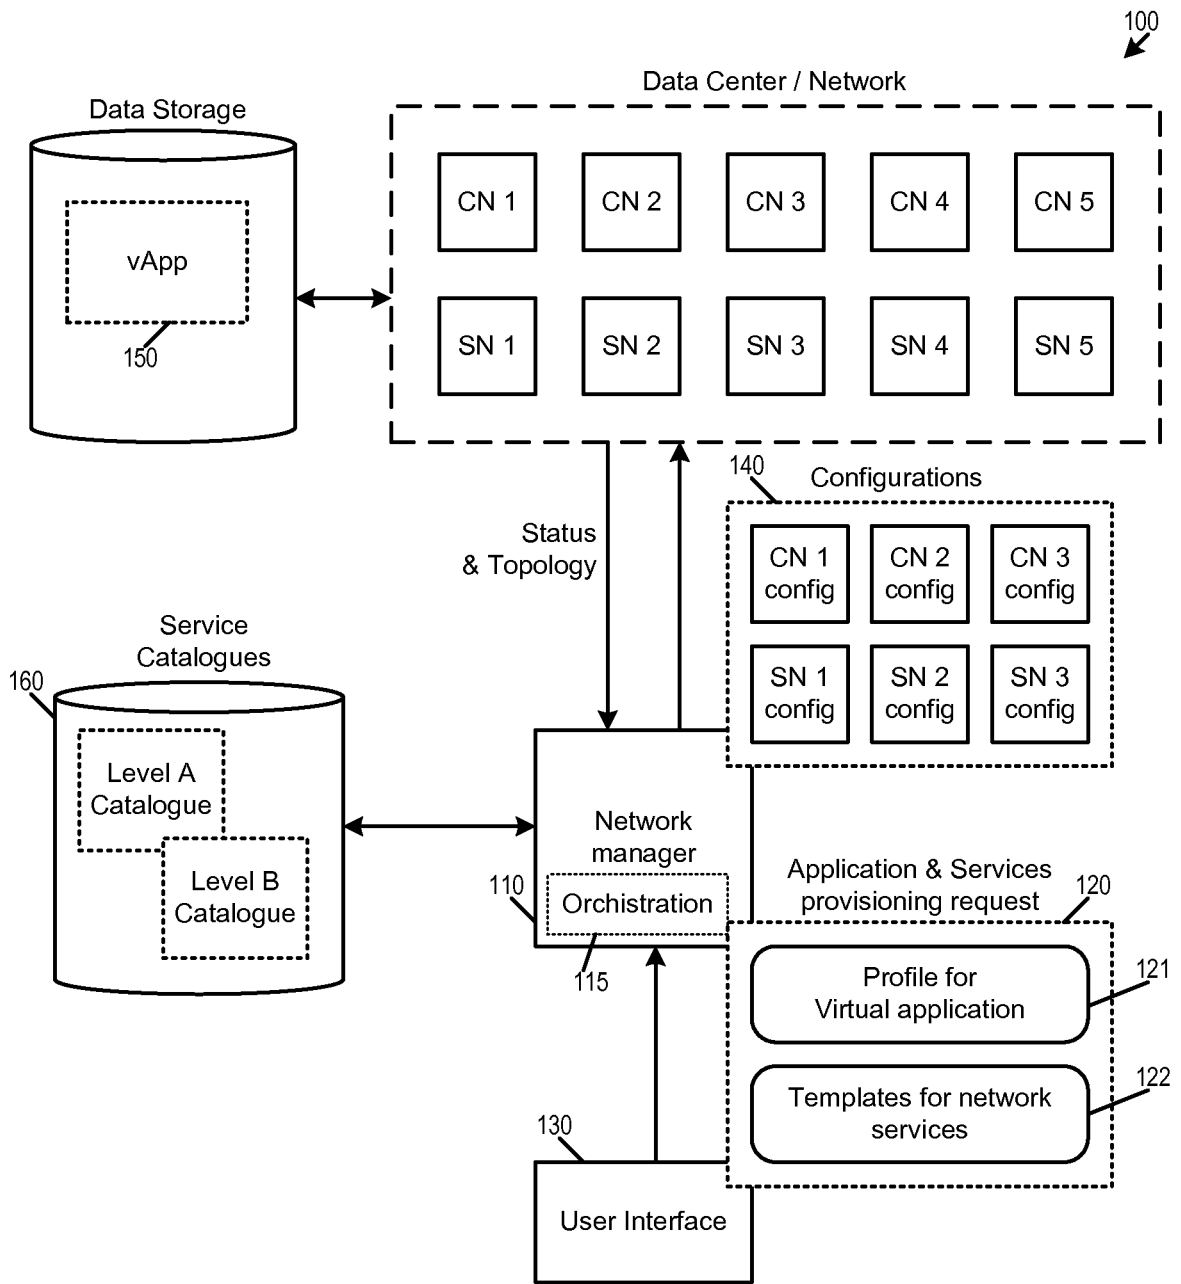 100
Data Center / Network
Data Storage
CN 1
CN 2
CN 3
CN 4
CN 5
vApp
150
SN 1
SN 2
SN 3
SN 4
SN 5
140
Configurations
Status
& Topology
CN 1
config
CN 2
config
CN 3
config
SN 1
config
SN 2
config
SN 3
config
Service
Catalogues
160
Level A
Catalogue
Level B
Catalogue
Network
manager
110
Orchistration
115
Application & Services
provisioning request
120
Profile for
Virtual application
121
Templates for network
services
122
130
User Interface